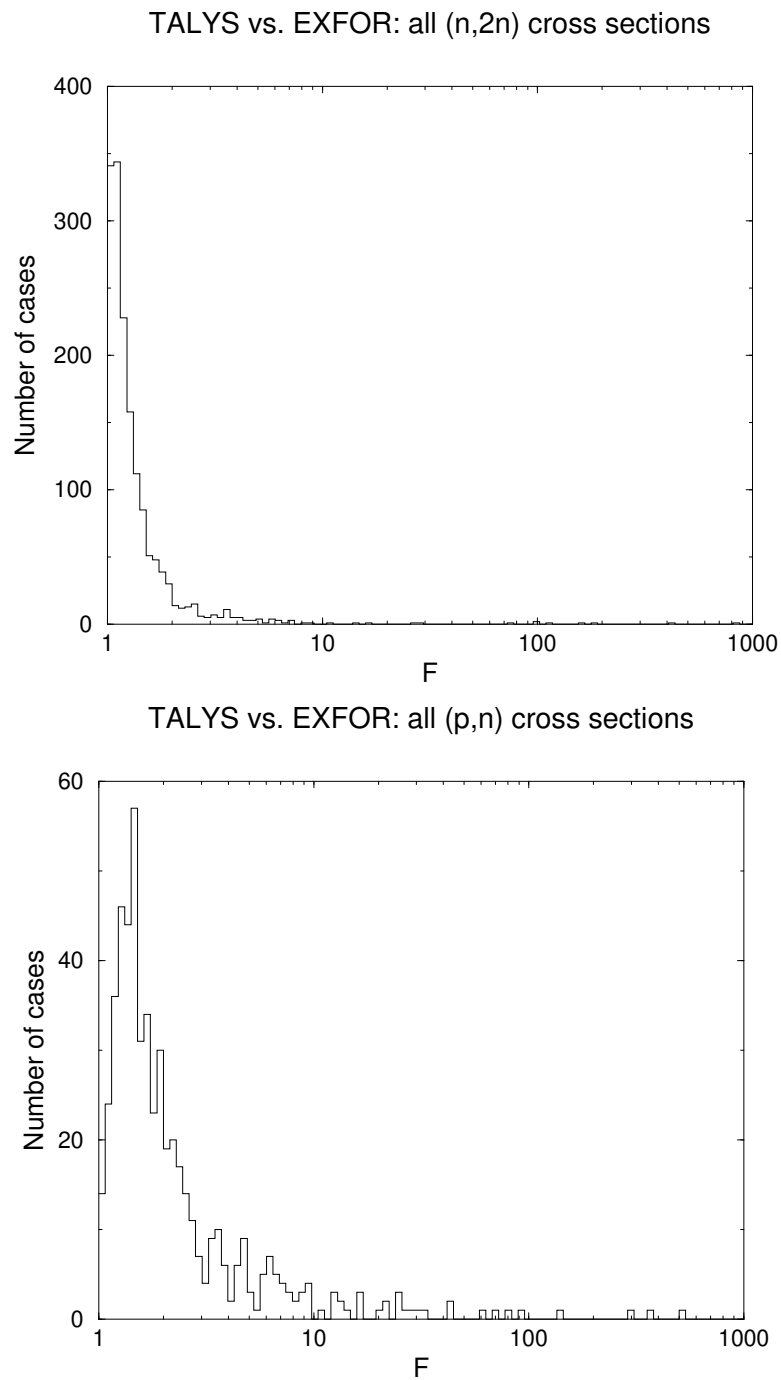 TALYS vs. EXFOR: all (n,2n) cross sections
400
300
200
100
0
Number of cases
1 10 100 1000
F
TALYS vs. EXFOR: all (p,n) cross sections
60
40
20
0
Number of cases
1 10 100 1000
F